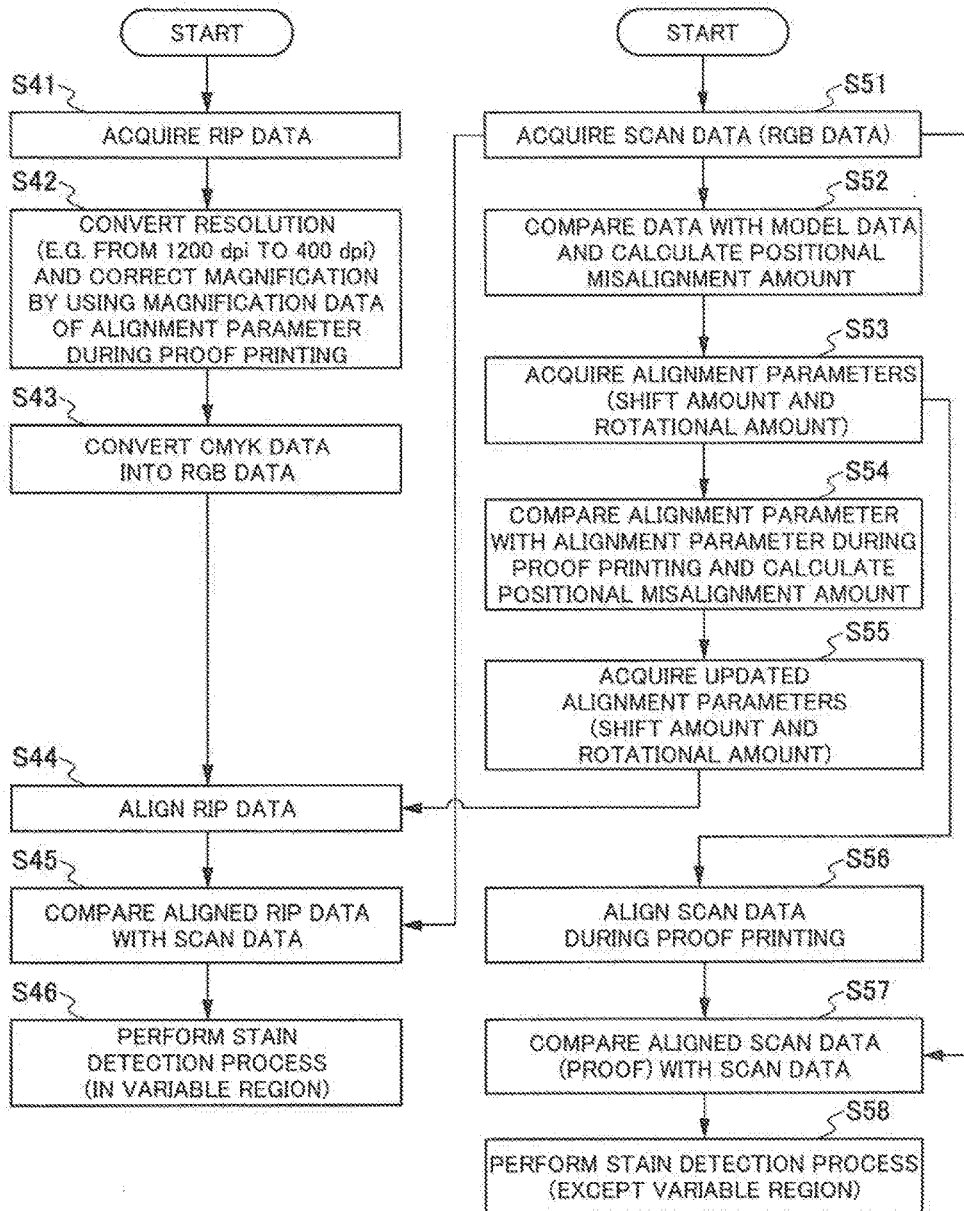 START
S41
ACQUIRE RIP DATA
S42
CONVERT RESOLUTION
(E.G. FROM 1200 dpi TO 400 dpi)
AND CORRECT MAGNIFICATION
BY USING MAGNIFICATION DATA
OF ALIGNMENT PARAMETER
DURING PROOF PRINTING
S43
CONVERT CMYK DATA
INTO RGB DATA
S44
ALIGN RIP DATA
S45
COMPARE ALIGNED RIP DATA
WITH SCAN DATA
S46
PERFORM STAIN
DETECTION PROCESS
(IN VARIABLE REGION)
START
S51
ACQUIRE SCAN DATA (RGB DATA)
S52
COMPARE DATA WITH MODEL DATA
AND CALCULATE POSITIONAL
MISALIGNMENT AMOUNT
S53
ACQUIRE ALIGNMENT PARAMETERS
(SHIFT AMOUNT AND
ROTATIONAL AMOUNT)
S54
COMPARE ALIGNMENT PARAMETER
WITH ALIGNMENT PARAMETER DURING
PROOF PRINTING AND CALCULATE
POSITIONAL MISALIGNMENT AMOUNT
S55
ACQUIRE UPDATED
ALIGNMENT PARAMETERS
(SHIFT AMOUNT AND
ROTATIONAL AMOUNT)
S56
ALIGN SCAN DATA
DURING PROOF PRINTING
S57
COMPARE ALIGNED SCAN DATA
(PROOF) WITH SCAN DATA
S58
PERFORM STAIN DETECTION PROCESS
(EXCEPT VARIABLE REGION)